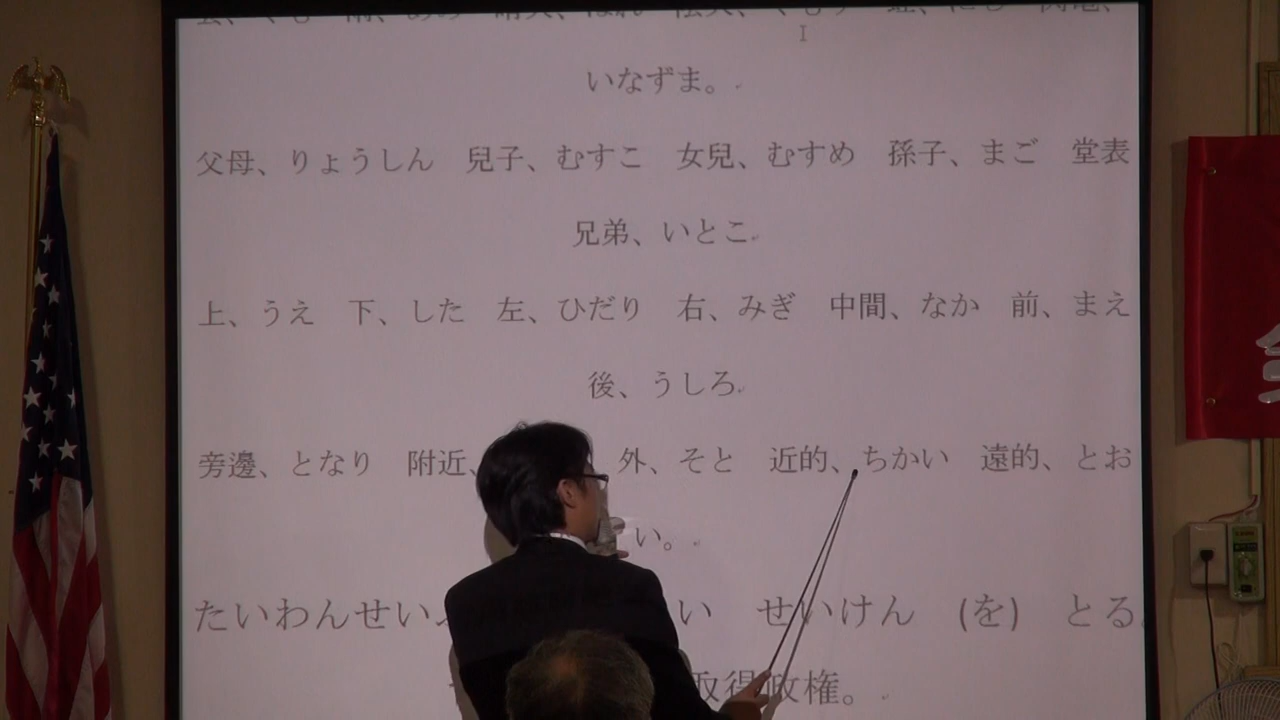 いなずま。
父母、りょうしん 兒子、むすこ 女兒、むすめ 孫子、まご 堂表
兄弟、いとこ
上、うえ 下、した 左、ひだり 右、みぎ 中間、なか 前、まえ
後、うしろ
旁邊、となり 附近、 外、そと 近的、ちかい 遠的、とお
い。
たいわんせい い せいけん (を) とる。
取得政権。